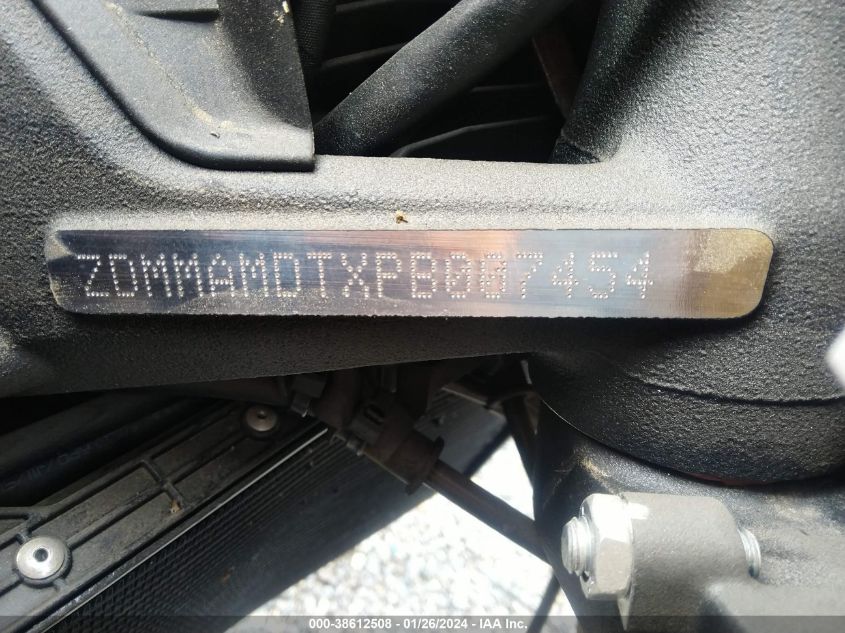 ZDMMAMDTXPB007454
000-38612508 - 01/26/2024 - IAA Inc.